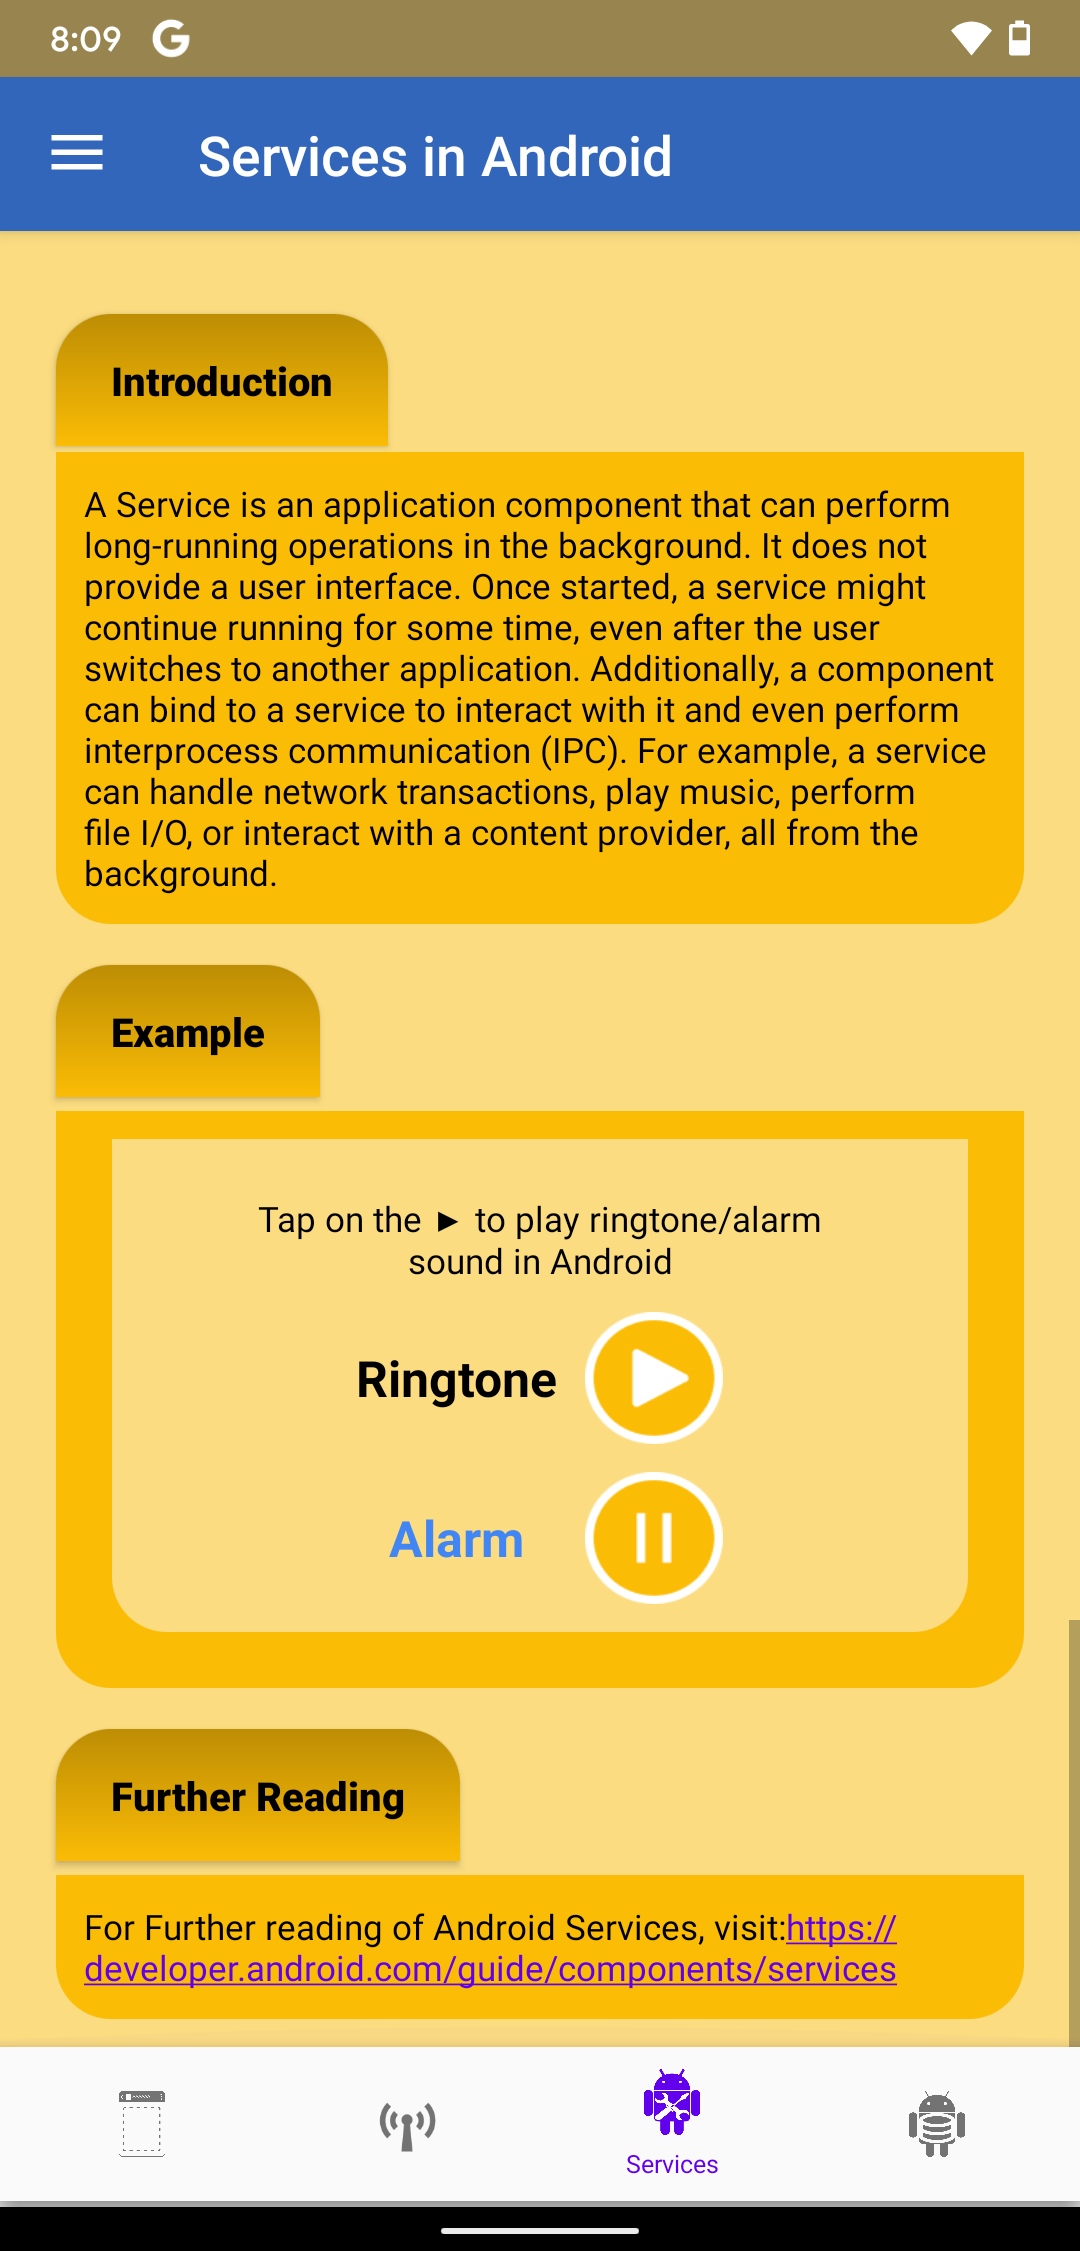 8:09
Services in Android
Introduction
A Service is an application component that can perform
long-running operations in the background. It does not
provide a user interface. Once started, a service might
continue running for some time, even after the user
switches to another application. Additionally, a component
can bind to a service to interact with it and even perform
interprocess communication (IPC). For example, a service
can handle network transactions, play music, perform
file I/O, or interact with a content provider, all from the
background.
Example
Tap on the ► to play ringtone/alarm
sound in Android
Ringtone
Alarm
Further Reading
For Further reading of Android Services, visit:https://
developer.android.com/guide/components/services
Services